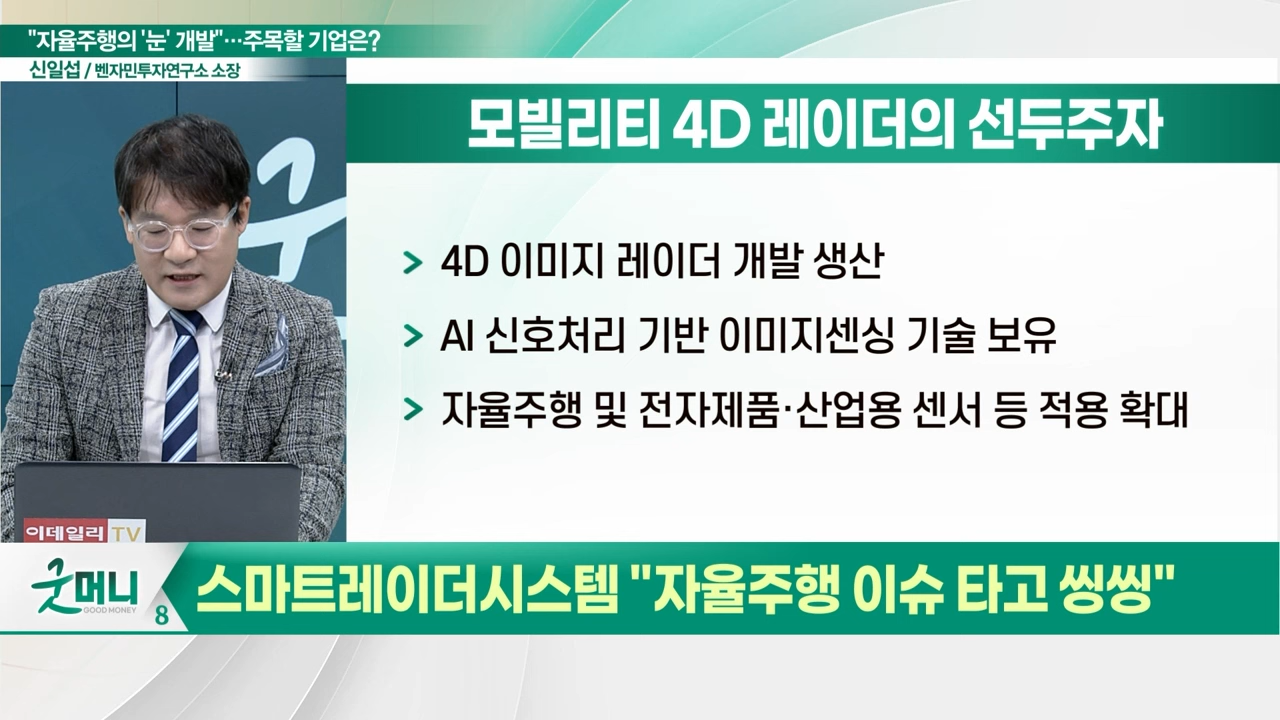 "자율주행의 '눈' 개발"…주목할 기업은?
신일섭 / 벤자민투자연구소 소장
모빌리티 4D 레이더의 선두주자
> 4D 이미지 레이더 개발 생산
> AI 신호처리 기반 이미지센싱 기술 보유
> 자율주행 및 전자제품·산업용 센서 등 적용 확대
이데일리 TV
굿머니
GOOD MONEY
8
스마트레이더시스템 "자율주행 이슈 타고 씽씽"